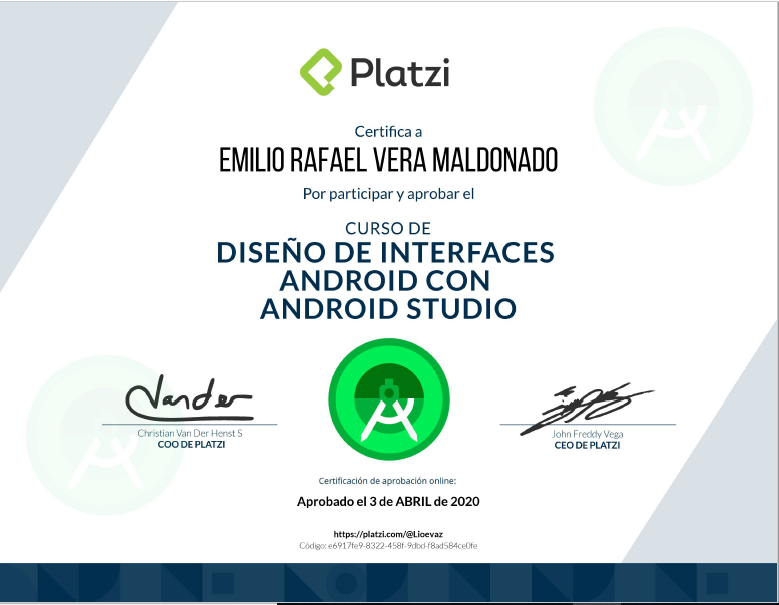 Platzi
Certifica a
EMILIO RAFAEL VERA MALDONADO
Por participar y aprobar el
CURSO DE
DISEÑO DE INTERFACES
ANDROID CON
ANDROID STUDIO
Vander
Christian Van Der Henst S
COO DE PLATZI
John Freddy Vega
CEO DE PLATZI
Certificación de aprobación online:
Aprobado el 3 de ABRIL de 2020
https://platzi.com/@Lioevaz
Código: e6917fe9-8322-458f-9dbd-f8ad584ce0fe